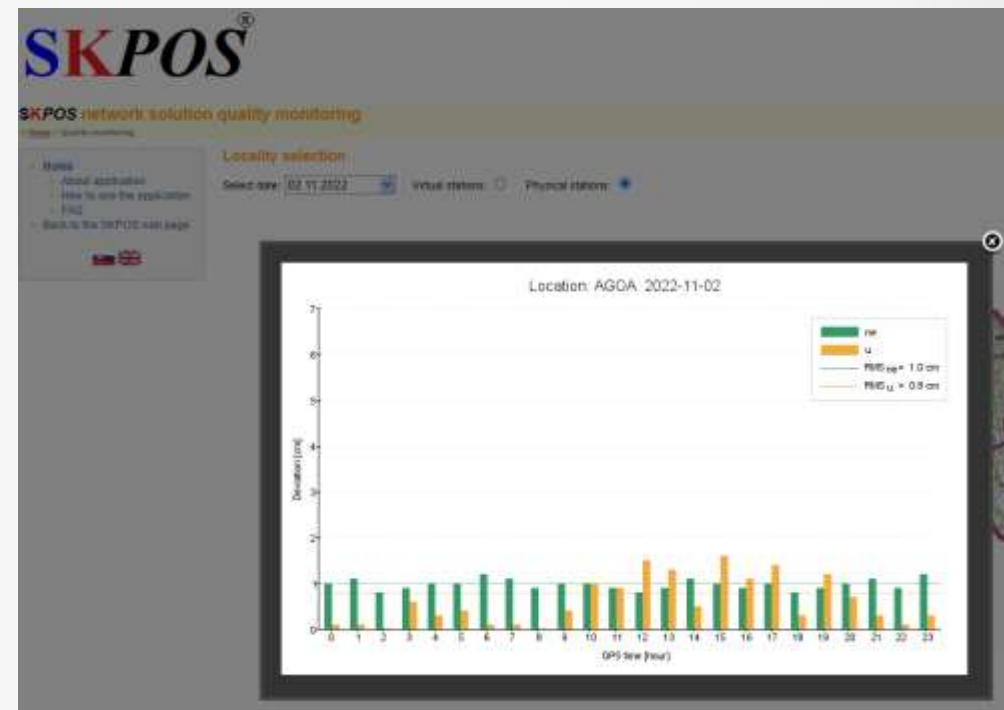 SKPOS®
SKPOS network solution quality monitoring
Home > Quality monitoring
Home
About application
How to use the application
FAQ
Back to the SKPOS web page
Locality selection
Select date: 02.11.2022 Virtual stations: Physical stations:
Location: AGOA 2022-11-02
ne
u
RMS ne = 1.0 cm
RMS u = 0.8 cm
Deviation [cm]
7
6
5
4
3
2
1
0
0 1 2 3 4 5 6 7 8 9 10 11 12 13 14 15 16 17 18 19 20 21 22 23
GPS time [hour]